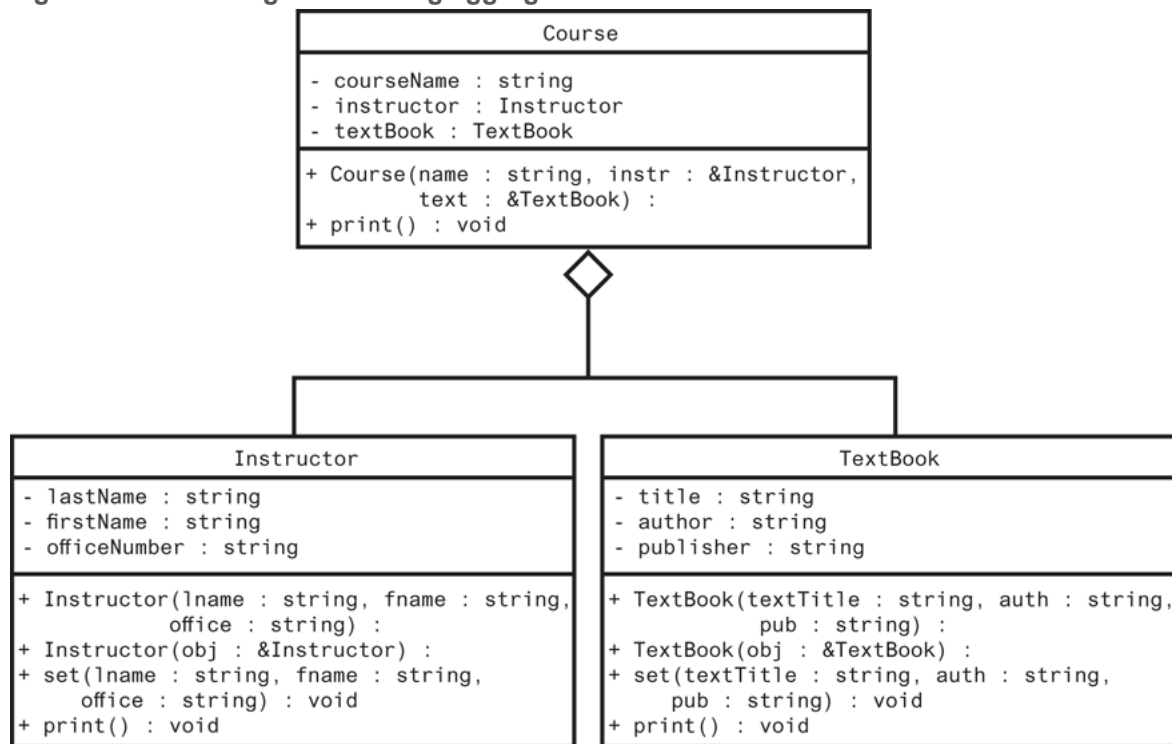 Course
- courseName : string
- instructor : Instructor
- textBook : TextBook
+ Course(name : string, instr : &Instructor,
text : &TextBook) :
+ print() : void
Instructor
- lastName : string
- firstName : string
- officeNumber : string
+ Instructor(lname : string, fname : string,
office : string) :
+ Instructor(obj : &Instructor) :
+ set(lname : string, fname : string,
office : string) : void
+ print() : void
TextBook
- title : string
- author : string
- publisher : string
+ TextBook(textTitle : string, auth : string,
pub : string) :
+ TextBook(obj : &TextBook) :
+ set(textTitle : string, auth : string,
pub : string) : void
+ print() : void